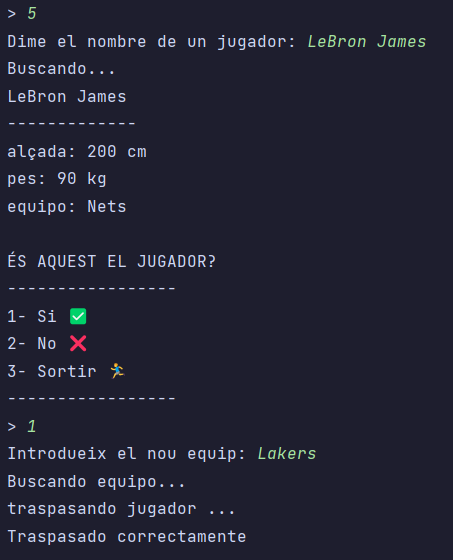 > 5
Dime el nombre de un jugador: LeBron James
Buscando...
LeBron James
-------------
alçada: 200 cm
pes: 90 kg
equipo: Nets
ÉS AQUEST EL JUGADOR?
-----------------
1- Si ✅
2- No ❌
3- Sortir 🏃
-----------------
> 1
Introdueix el nou equip: Lakers
Buscando equipo...
traspasando jugador ...
Traspasado correctamente